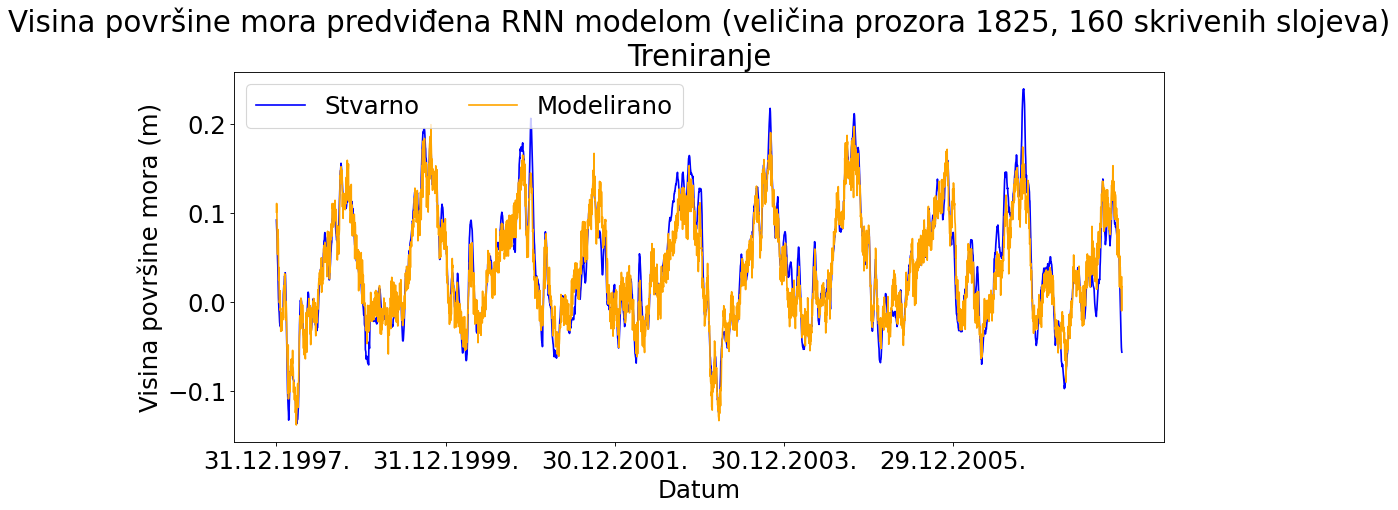 Visina površine mora predviđena RNN modelom (veličina prozora 1825, 160 skrivenih slojeva)
Treniranje
Stvarno
Modelirano
Visina površine mora (m)
0.2
0.1
0.0
−0.1
31.12.1997.
31.12.1999.
30.12.2001.
30.12.2003.
29.12.2005.
Datum